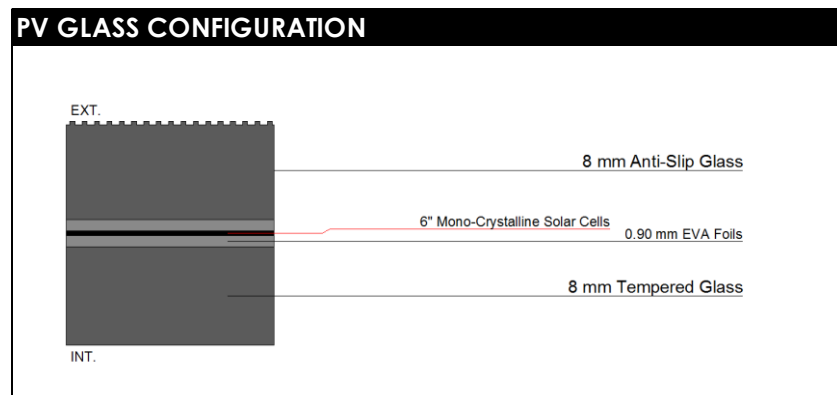 PV GLASS CONFIGURATION
EXT.
8 mm Anti-Slip Glass
6" Mono-Crystalline Solar Cells
0.90 mm EVA Foils
8 mm Tempered Glass
INT.